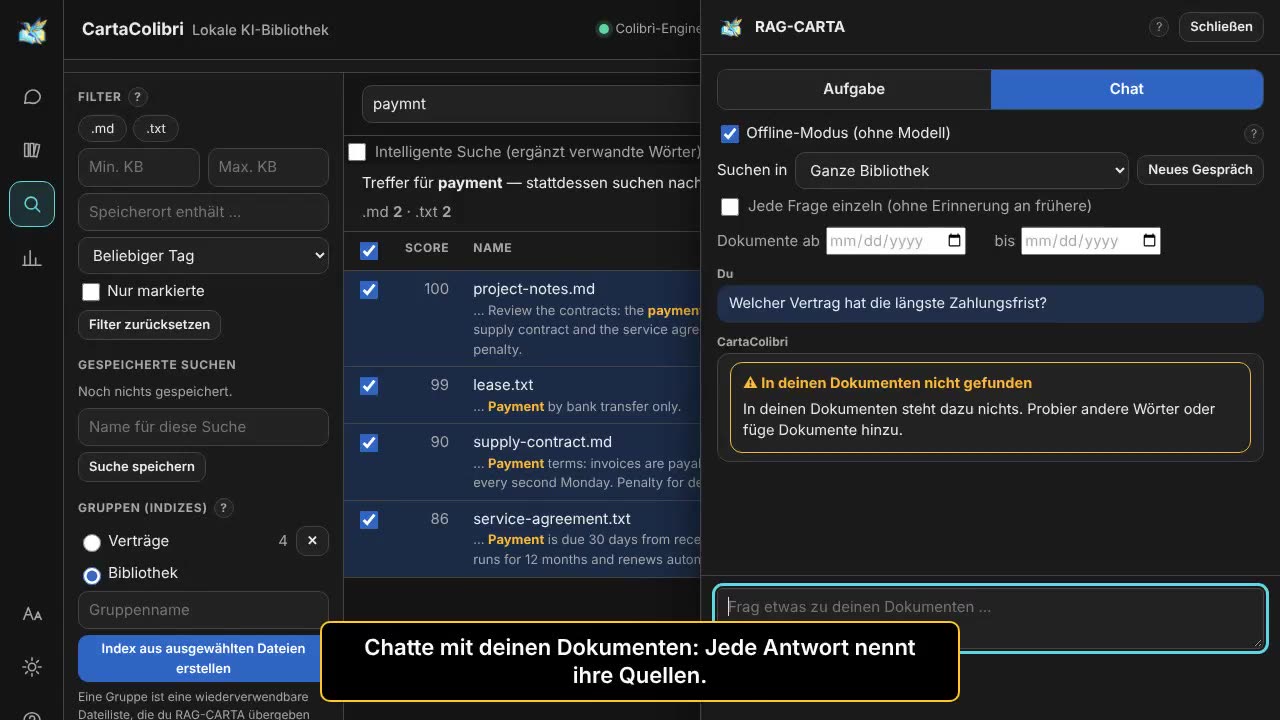 CartaColibri Lokale KI-Bibliothek
Colibri-Engine
FILTER ?
.md .txt
Min. KB Max. KB
Speicherort enthält ...
Beliebiger Tag
Nur markierte
Filter zurücksetzen
GESPEICHERTE SUCHEN
Noch nichts gespeichert.
Name für diese Suche
Suche speichern
GRUPPEN (INDIZES) ?
Verträge 4 ×
Bibliothek
Gruppenname
Index aus ausgewählten Dateien
erstellen
Eine Gruppe ist eine wiederverwendbare
Dateiliste, die du RAG-CARTA übergeben
paymnt
Intelligente Suche (ergänzt verwandte Wörter)
Treffer für payment — stattdessen suchen nach
.md 2 · .txt 2
SCORE NAME
100 project-notes.md
... Review the contracts: the paymen
supply contract and the service agre
penalty.
99 lease.txt
... Payment by bank transfer only.
90 supply-contract.md
... Payment terms: invoices are paya
every second Monday. Penalty for de
86 service-agreement.txt
... Payment is due 30 days from rece
runs for 12 months and renews auton
RAG-CARTA ? Schließen
Aufgabe Chat
Offline-Modus (ohne Modell) ?
Suchen in Ganze Bibliothek Neues Gespräch
Jede Frage einzeln (ohne Erinnerung an frühere)
Dokumente ab mm/dd/yyyy bis mm/dd/yyyy
Du
Welcher Vertrag hat die längste Zahlungsfrist?
CartaColibri
⚠ In deinen Dokumenten nicht gefunden
In deinen Dokumenten steht dazu nichts. Probier andere Wörter oder
füge Dokumente hinzu.
Frag etwas zu deinen Dokumenten ...
Chatte mit deinen Dokumenten: Jede Antwort nennt
ihre Quellen.
AA